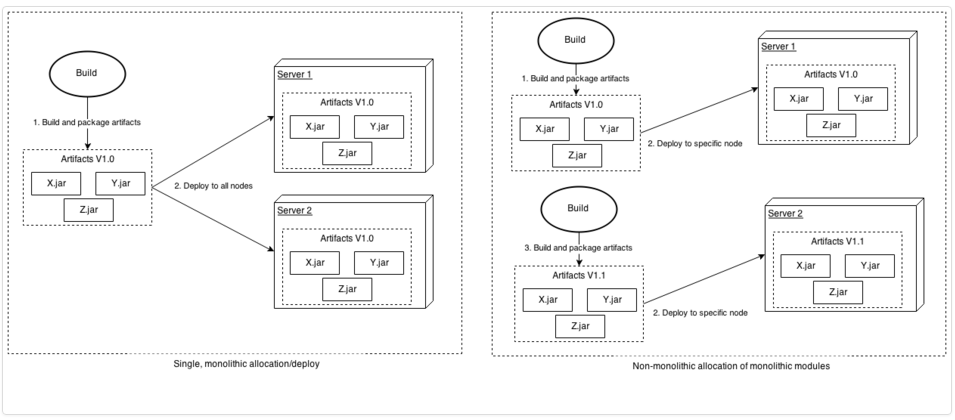 Build
1. Build and package artifacts
Artifacts V1.0
X.jar
Y.jar
Z.jar
2. Deploy to all nodes
Server 1
Artifacts V1.0
X.jar
Y.jar
Z.jar
Server 2
Artifacts V1.0
X.jar
Y.jar
Z.jar
Single, monolithic allocation/deploy
Build
1. Build and package artifacts
Artifacts V1.0
X.jar
Y.jar
Z.jar
2. Deploy to specific node
Server 1
Artifacts V1.0
X.jar
Y.jar
Z.jar
Build
3. Build and package artifacts
Artifacts V1.1
X.jar
Y.jar
Z.jar
2. Deploy to specific node
Server 2
Artifacts V1.1
X.jar
Y.jar
Z.jar
Non-monolithic allocation of monolithic modules